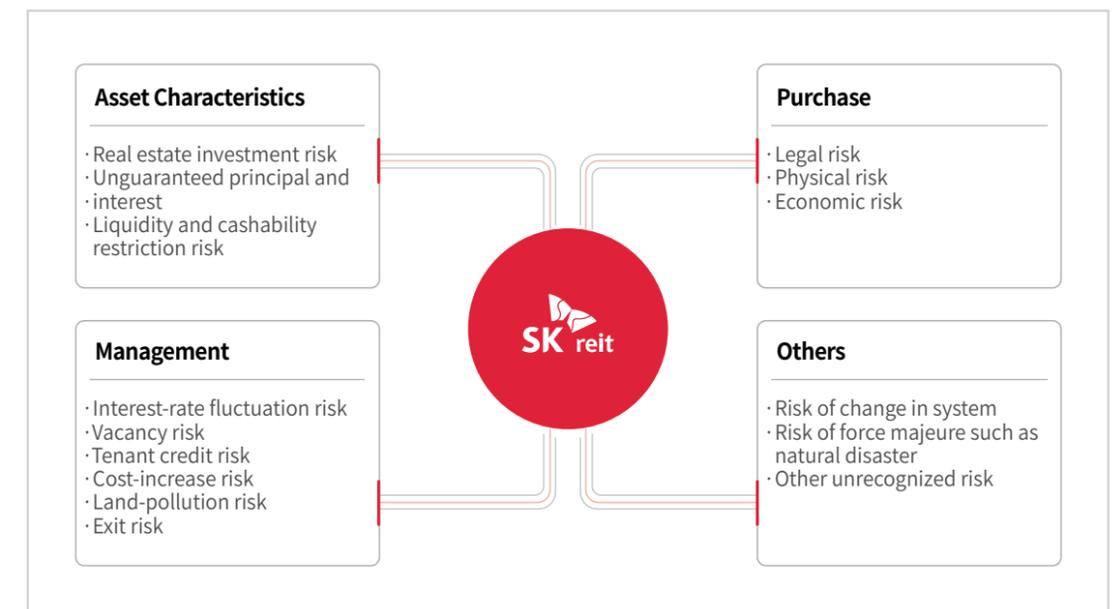 Asset Characteristics
· Real estate investment risk
· Unguaranteed principal and
· interest
· Liquidity and cashability
restriction risk
Purchase
· Legal risk
· Physical risk
· Economic risk
SK reit
Management
· Interest-rate fluctuation risk
· Vacancy risk
· Tenant credit risk
· Cost-increase risk
· Land-pollution risk
· Exit risk
Others
· Risk of change in system
· Risk of force majeure such as
natural disaster
· Other unrecognized risk